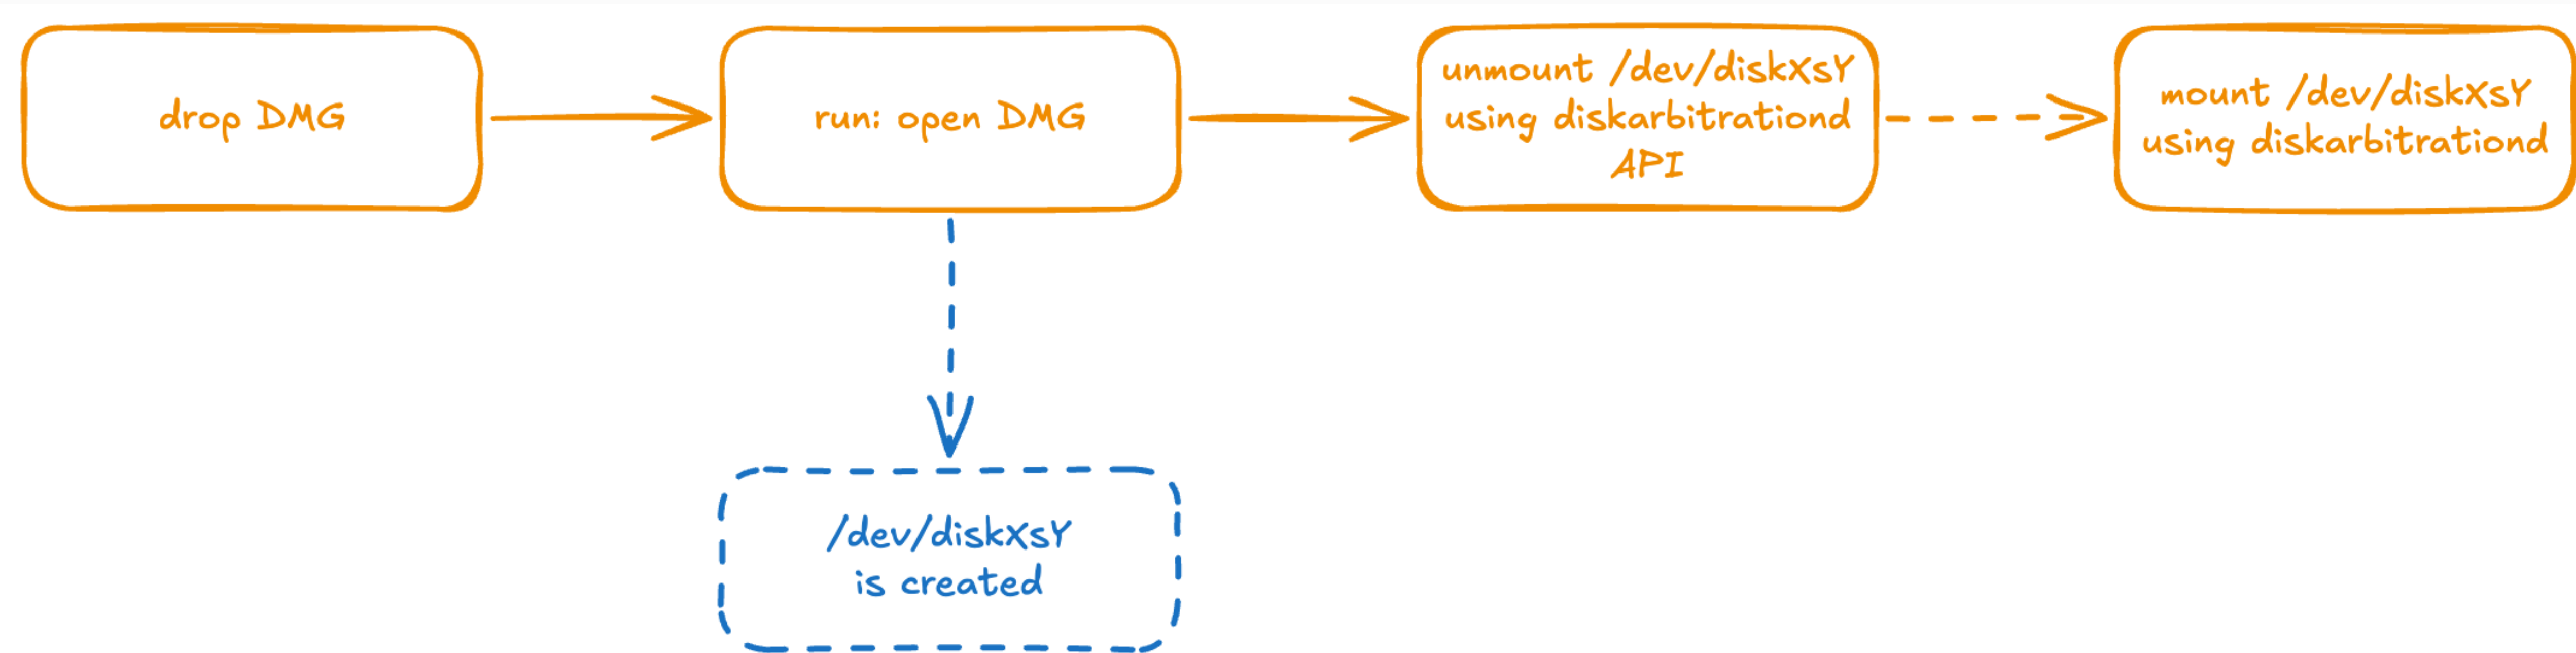 drop DMG
run: open DMG
unmount /dev/diskXsY
using diskarbitrationd
API
mount /dev/diskXsY
using diskarbitrationd
/dev/diskXsY
is created